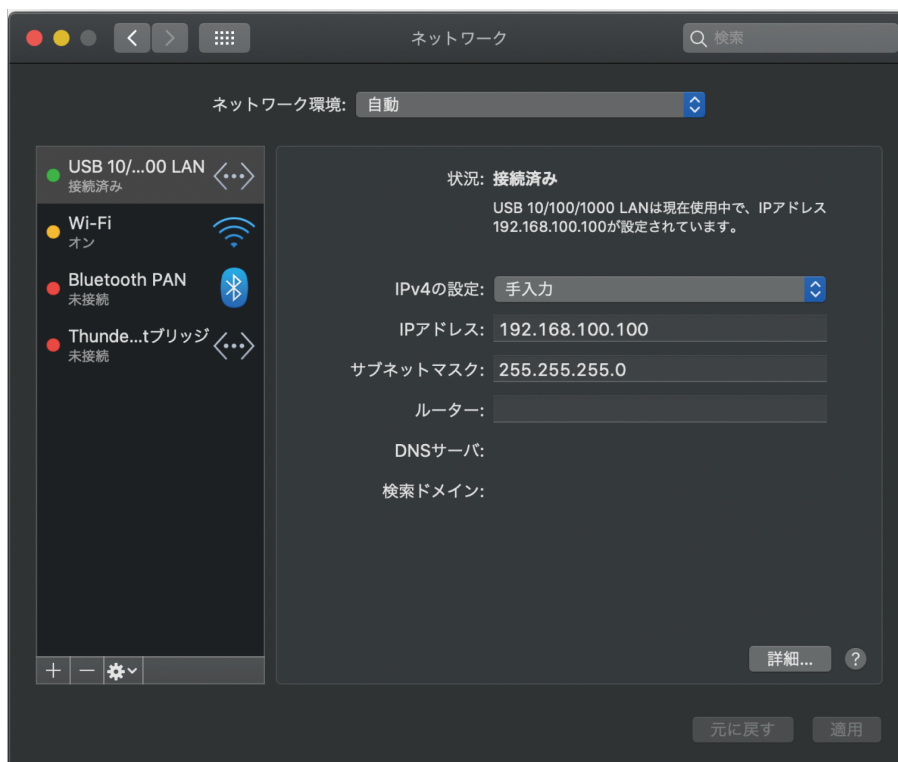 ネットワーク
検索
ネットワーク環境: 自動
USB 10/...00 LAN
接続済み
Wi-Fi
オン
Bluetooth PAN
未接続
Thunde...tブリッジ
未接続
状況: 接続済み
USB 10/100/1000 LANは現在使用中で、IPアドレス
192.168.100.100が設定されています。
IPv4の設定: 手入力
IPアドレス: 192.168.100.100
サブネットマスク: 255.255.255.0
ルーター:
DNSサーバ:
検索ドメイン:
詳細... ?
元に戻す 適用